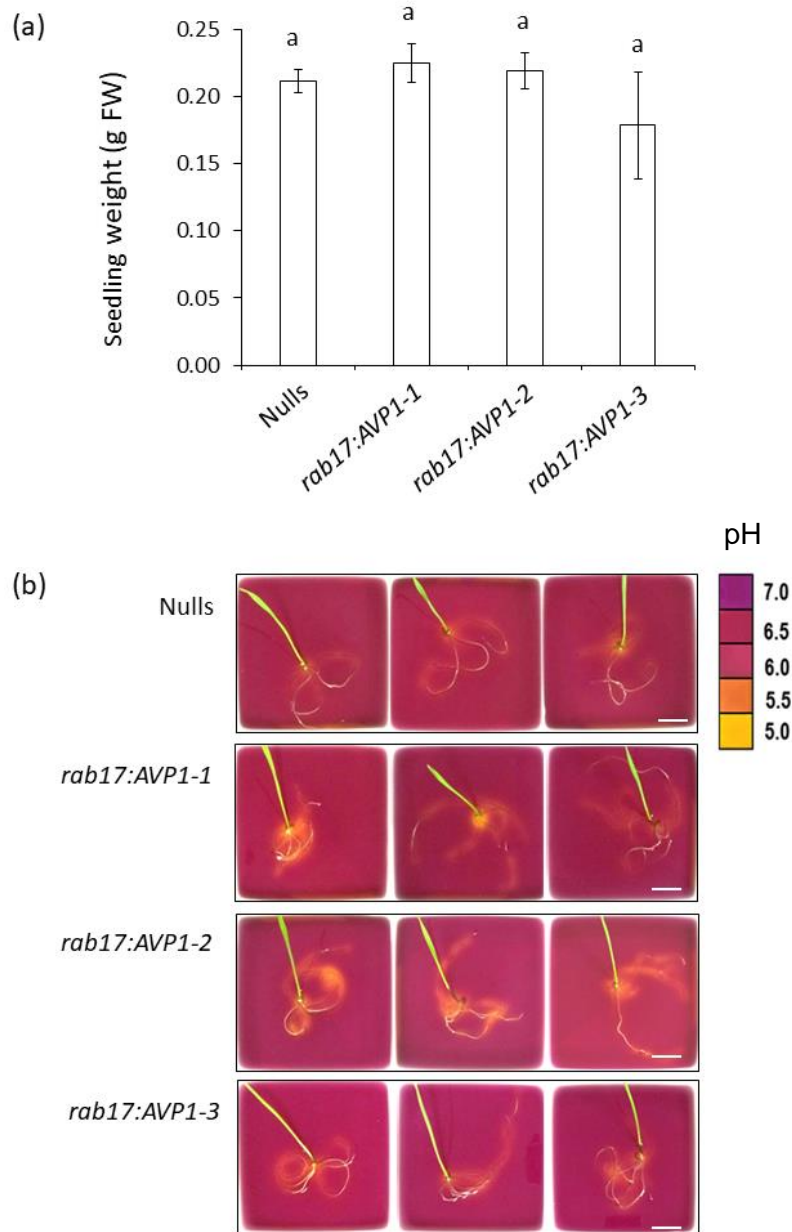 (a)
a
a
a
a
Seedling weight (g FW)
0.25
0.20
0.15
0.10
0.05
0.00
Nulls
rab17:AVP1-1
rab17:AVP1-2
rab17:AVP1-3
(b)
pH
7.0
6.5
6.0
5.5
5.0
Nulls
rab17:AVP1-1
rab17:AVP1-2
rab17:AVP1-3